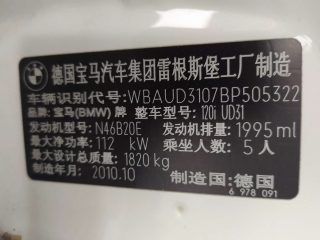 德国宝马汽车集团雷根斯堡工厂制造
车辆识别代号:WBAUD3107BP505322
品牌:宝马(BMW) 牌 整车型号:120i UD31
发动机型号:N46B20E 发动机排量:1995ml
最大净功率:112 kW 乘坐人数:5人
最大设计总质量:1820kg
制造年月:2010.10 制造国:德国
6 978 091